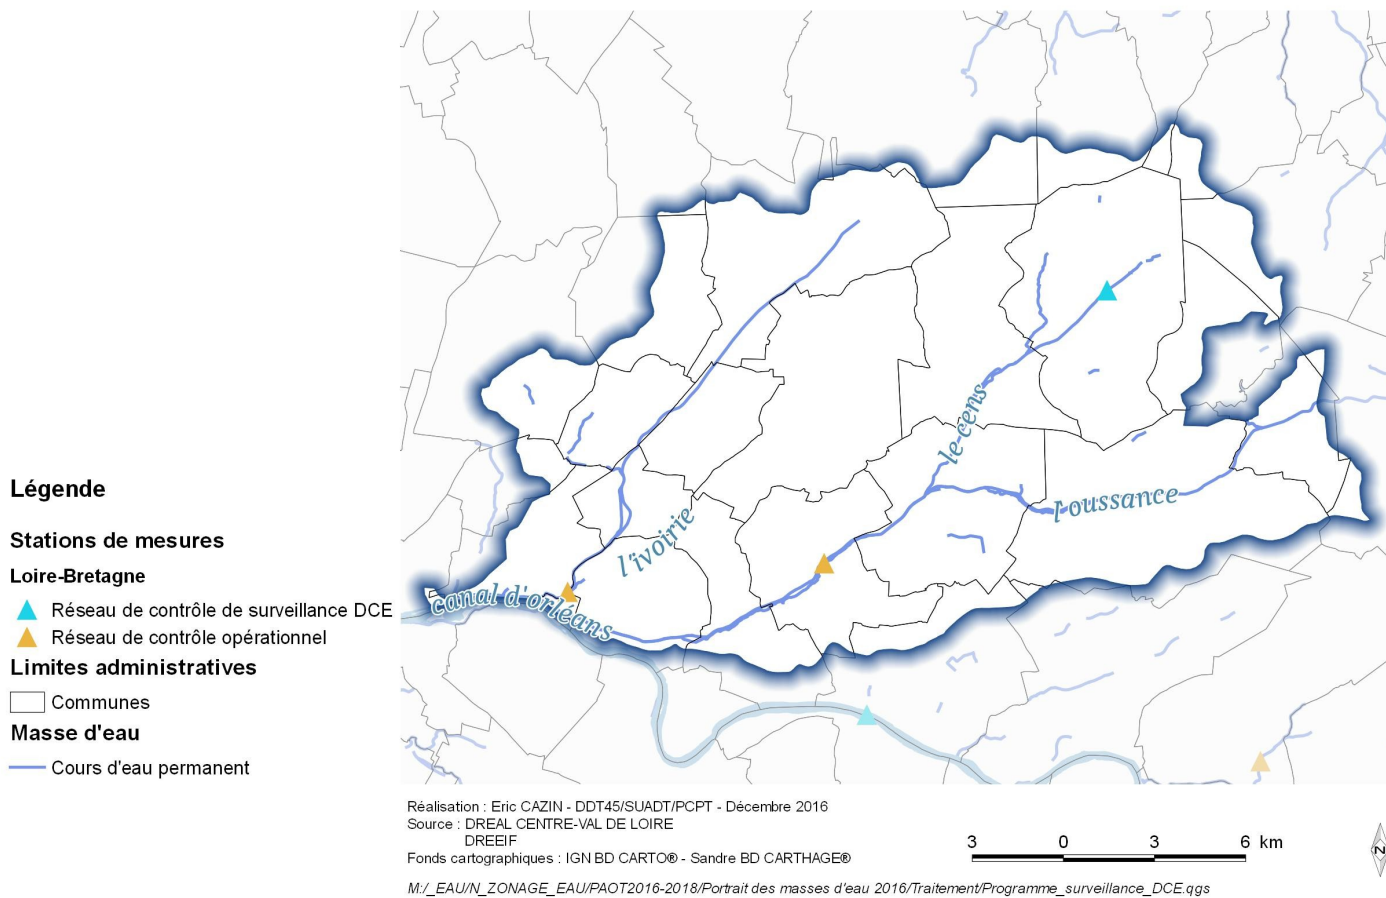 le cens
l'oussance
l'ivoirie
canal d'orléans
Légende
Stations de mesures
Loire-Bretagne
Réseau de contrôle de surveillance DCE
Réseau de contrôle opérationnel
Limites administratives
Communes
Masse d'eau
Cours d'eau permanent
Réalisation : Eric CAZIN - DDT45/SUADT/PCPT - Décembre 2016
Source : DREAL CENTRE-VAL DE LOIRE
DREEIF
Fonds cartographiques : IGN BD CARTO® - Sandre BD CARTHAGE®
3 0 3 6 km
N
M:/_EAU/N_ZONAGE_EAU/PAOT2016-2018/Portrait des masses d'eau 2016/Traitement/Programme_surveillance_DCE.qgs